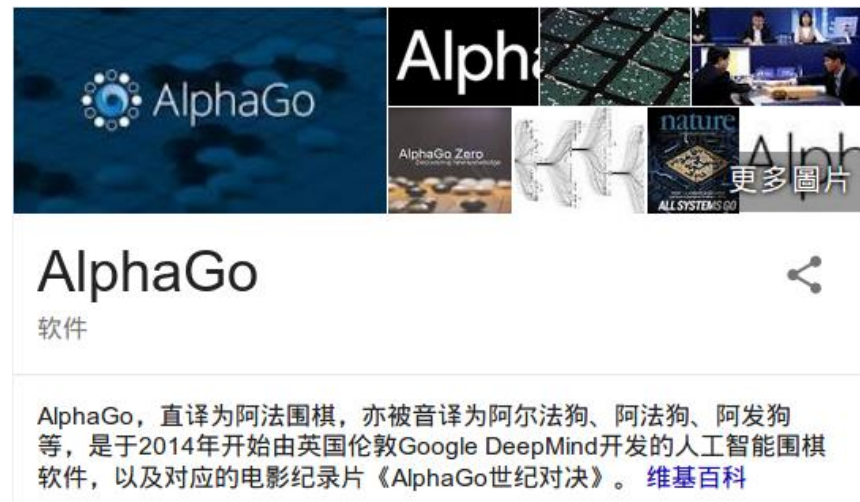 AlphaGo
Alpha
AlphaGo Zero
nature
ALL SYSTEMS GO
Alph
更多圖片
AlphaGo
软件
AlphaGo，直译为阿法围棋，亦被音译为阿尔法狗、阿法狗、阿发狗
等，是于2014年开始由英国伦敦Google DeepMind开发的人工智能围棋
软件，以及对应的电影纪录片《AlphaGo世纪对决》。 维基百科